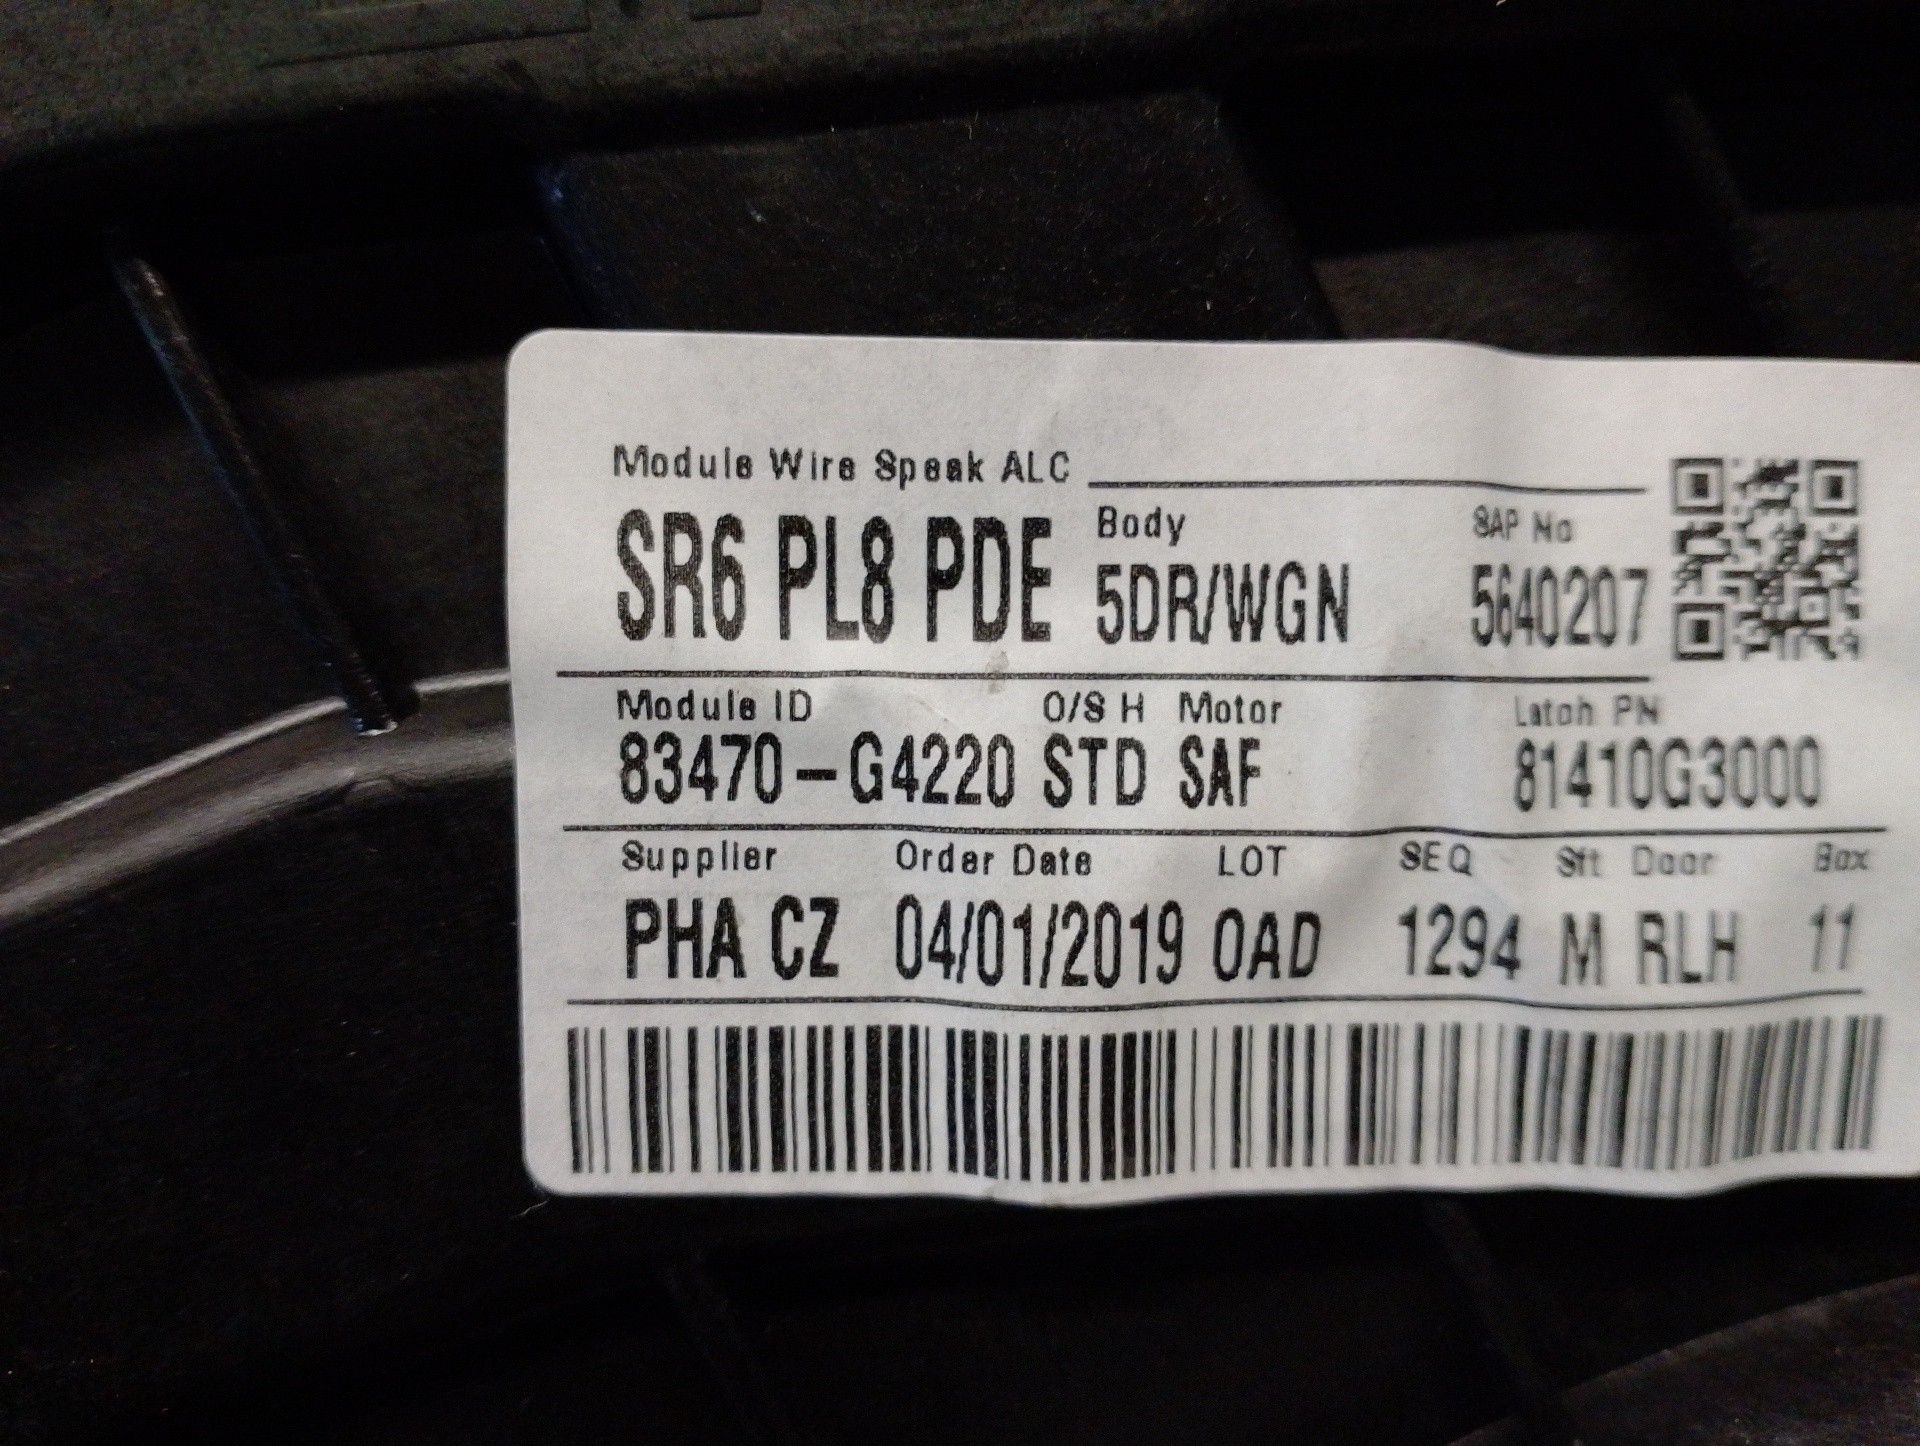 Module Wire Speak ALC
SR6 PL8 PDE
Body
5DR/WGN
SAP No
5640207
Module ID O/S H Motor Latch PN
83470-G4220 STD SAF 81410G3000
Supplier Order Date LOT SEQ Sft Door Box
PHA CZ 04/01/2019 0AD 1294 M RLH 11